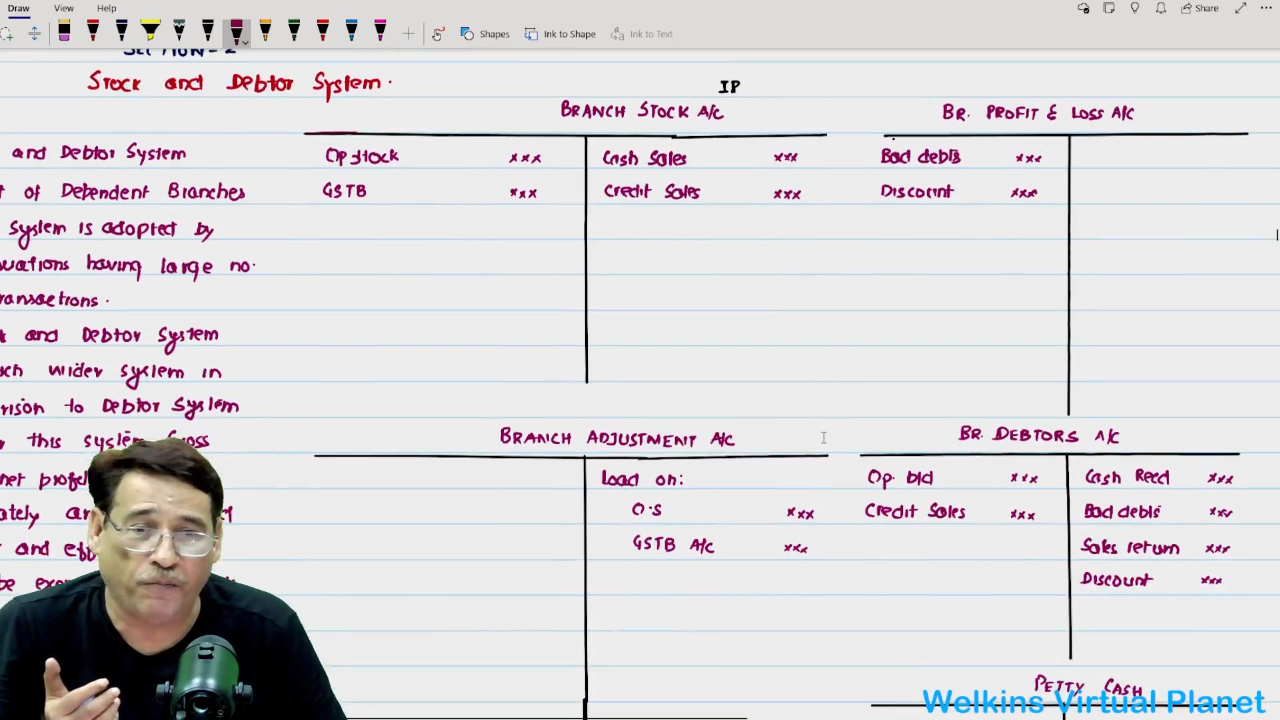 Draw View Help
Share
Shapes Ink to Shape Ink to Text
Stock and Debtor System.
IP
BRANCH STOCK A/C
Op stock xxx Cash Sales xxx
GSTB xxx Credit Sales xxx
BR. PROFIT & LOSS A/C
Bad debts xxx
Discount xxx
and Debtor System
of Dependent Branches
System is adopted by
having large no.
and Debtor System
wider system in
to Debtor System
this system
BRANCH ADJUSTMENT A/C
Load on:
O.S xxx
GSTB A/C xxx
BR. DEBTORS A/C
Op. bld xxx Cash Recd xxx
Credit Sales xxx Bad debts xxx
Sales return xxx
Discount xxx
PETTY CASH
Welkins Virtual Planet